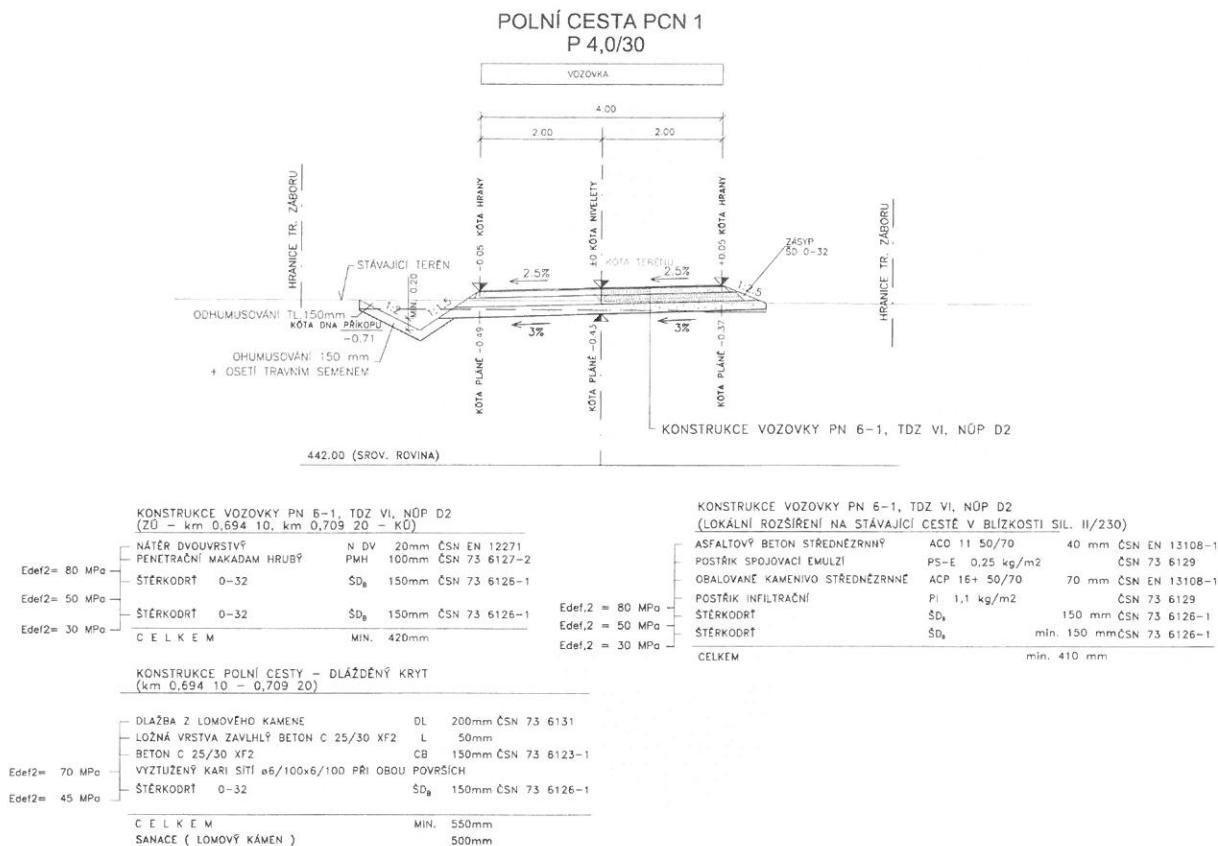 POLNÍ CESTA PCN 1
P 4,0/30
VOZOVKA
4.00
2.00 2.00
HRANICE TR. ZÁBORU
-0.05 KÓTA HRANY
±0 KÓTA NIVELETY
+0.05 KÓTA HRANY
HRANICE TR. ZÁBORU
STÁVAJÍCÍ TERÉN
KÓTA TERÉNU
ZÁSYP
ŠD 0-32
2.5% 2.5%
MIN. 0.20
1:2
1:1.5
1:2.5
ODHUMUSOVÁNÍ TL.150mm
KÓTA DNA PŘÍKOPU
-0.71
3% 3%
OHUMUSOVÁNÍ 150 mm
+ OSETÍ TRAVNÍM SEMENEM
KÓTA PLÁNĚ -0.49
KÓTA PLÁNĚ -0.43
KÓTA PLÁNĚ -0.37
KONSTRUKCE VOZOVKY PN 6-1, TDZ VI, NÚP D2
442.00 (SROV. ROVINA)
KONSTRUKCE VOZOVKY PN 6-1, TDZ VI, NÚP D2
(ZÚ - km 0,694 10, km 0,709 20 - KÚ)
NÁTĚR DVOUVRSTVÝ N DV 20mm ČSN EN 12271
PENETRAČNÍ MAKADAM HRUBÝ PMH 100mm ČSN 73 6127-2
Edef2= 80 MPa
ŠTĚRKODRŤ 0-32 ŠDB 150mm ČSN 73 6126-1
Edef2= 50 MPa
ŠTĚRKODRŤ 0-32 ŠDB 150mm ČSN 73 6126-1
Edef2= 30 MPa
C E L K E M MIN. 420mm
KONSTRUKCE POLNÍ CESTY - DLÁŽDĚNÝ KRYT
(km 0,694 10 - 0,709 20)
DLAŽBA Z LOMOVÉHO KAMENE DL 200mm ČSN 73 6131
LOŽNÁ VRSTVA ZAVLHLÝ BETON C 25/30 XF2 L 50mm
BETON C 25/30 XF2 CB 150mm ČSN 73 6123-1
Edef2= 70 MPa VYZTUŽENÝ KARI SÍTÍ ø6/100x6/100 PŘI OBOU POVRŠÍCH
ŠTĚRKODRŤ 0-32 ŠDB 150mm ČSN 73 6126-1
Edef2= 45 MPa
C E L K E M MIN. 550mm
SANACE ( LOMOVÝ KÁMEN ) 500mm
KONSTRUKCE VOZOVKY PN 6-1, TDZ VI, NÚP D2
(LOKÁLNÍ ROZŠÍŘENÍ NA STÁVAJÍCÍ CESTĚ V BLÍZKOSTI SIL. II/230)
ASFALTOVÝ BETON STŘEDNĚZRNNÝ ACO 11 50/70 40 mm ČSN EN 13108-1
POSTŘIK SPOJOVACÍ EMULZÍ PS-E 0,25 kg/m2 ČSN 73 6129
OBALOVANÉ KAMENIVO STŘEDNĚZRNNÉ ACP 16+ 50/70 70 mm ČSN EN 13108-1
POSTŘIK INFILTRAČNÍ PI 1,1 kg/m2 ČSN 73 6129
Edef,2 = 80 MPa ŠTĚRKODRŤ ŠDB 150 mm ČSN 73 6126-1
Edef,2 = 50 MPa ŠTĚRKODRŤ ŠDB min. 150 mm ČSN 73 6126-1
Edef,2 = 30 MPa
CELKEM min. 410 mm